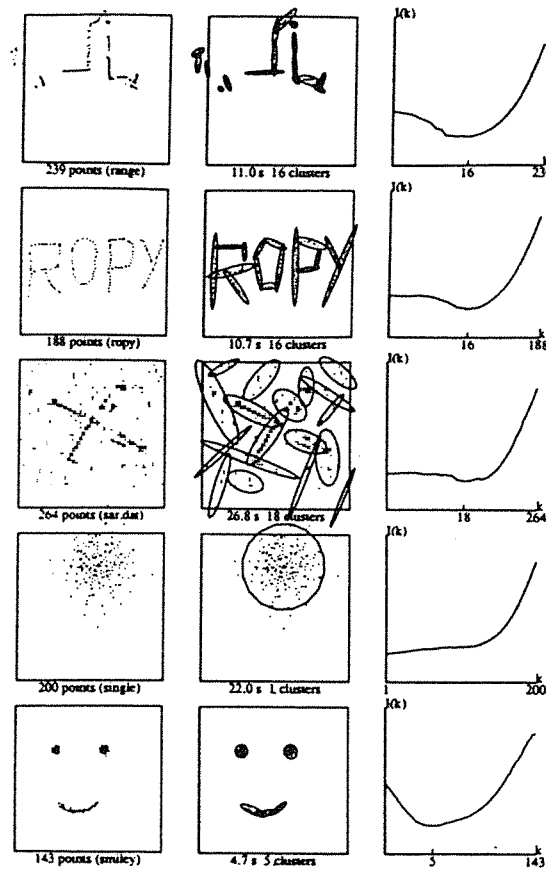 I(k)
239 points (range)
11.0 s 16 clusters
16
23
I(k)
ROPY
ROPY
188 points (ropy)
10.7 s 16 clusters
k
16
188
I(k)
264 points (sar.dat)
26.8 s 18 clusters
k
18
264
I(k)
200 points (single)
22.0 s 1 clusters
k
1
200
I(k)
143 points (smiley)
4.7 s 5 clusters
k
5
143